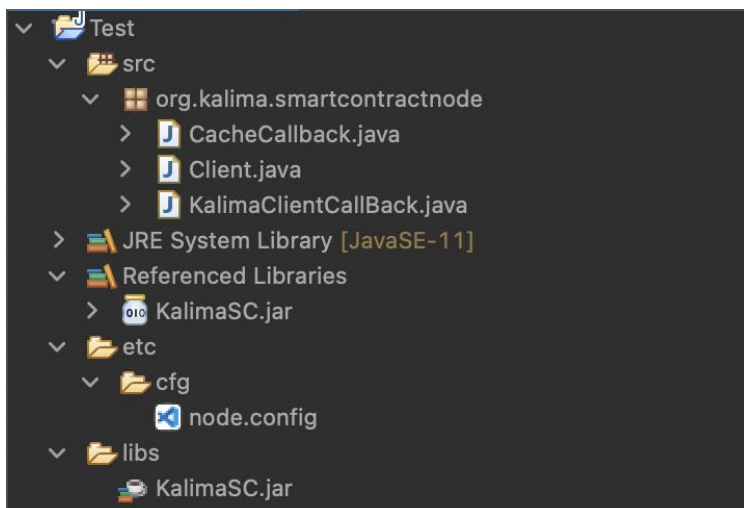 Test
src
org.kalima.smartcontractnode
CacheCallback.java
Client.java
KalimaClientCallBack.java
JRE System Library [JavaSE-11]
Referenced Libraries
KalimaSC.jar
etc
cfg
node.config
libs
KalimaSC.jar